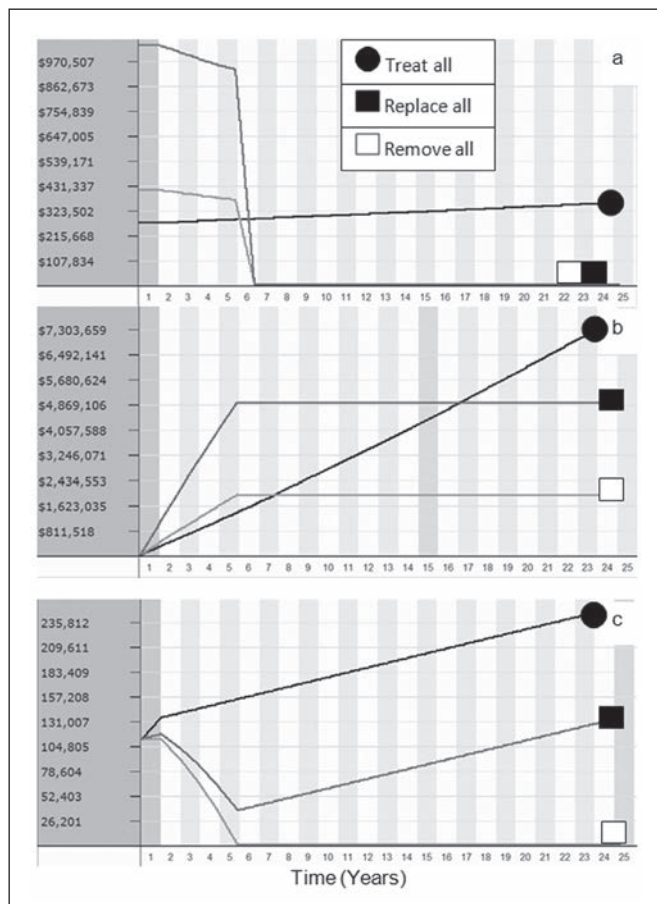 $970,507
$862,673
$754,839
$647,005
$539,171
$431,337
$323,502
$215,668
$107,834
a
Treat all
Replace all
Remove all
1 2 3 4 5 6 7 8 9 10 11 12 13 14 15 16 17 18 19 20 21 22 23 24 25
$7,303,659
$6,492,141
$5,680,624
$4,869,106
$4,057,588
$3,246,071
$2,434,553
$1,623,035
$811,518
b
1 2 3 4 5 6 7 8 9 10 11 12 13 14 15 16 17 18 19 20 21 22 23 24 25
235,812
209,611
183,409
157,208
131,007
104,805
78,604
52,403
26,201
c
1 2 3 4 5 6 7 8 9 10 11 12 13 14 15 16 17 18 19 20 21 22 23 24 25
Time (Years)